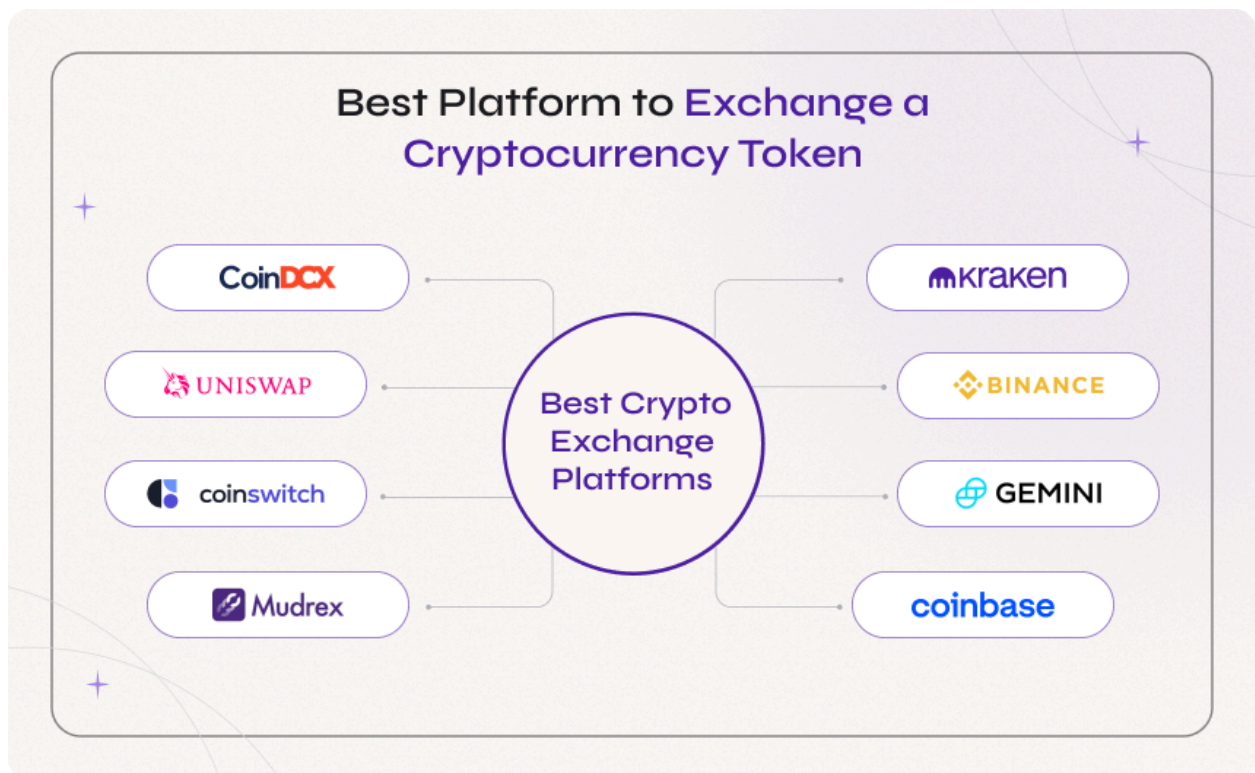 Best Platform to Exchange a
Cryptocurrency Token
CoinDCX
UNISWAP
coinswitch
Mudrex
Best Crypto
Exchange
Platforms
kraken
BINANCE
GEMINI
coinbase